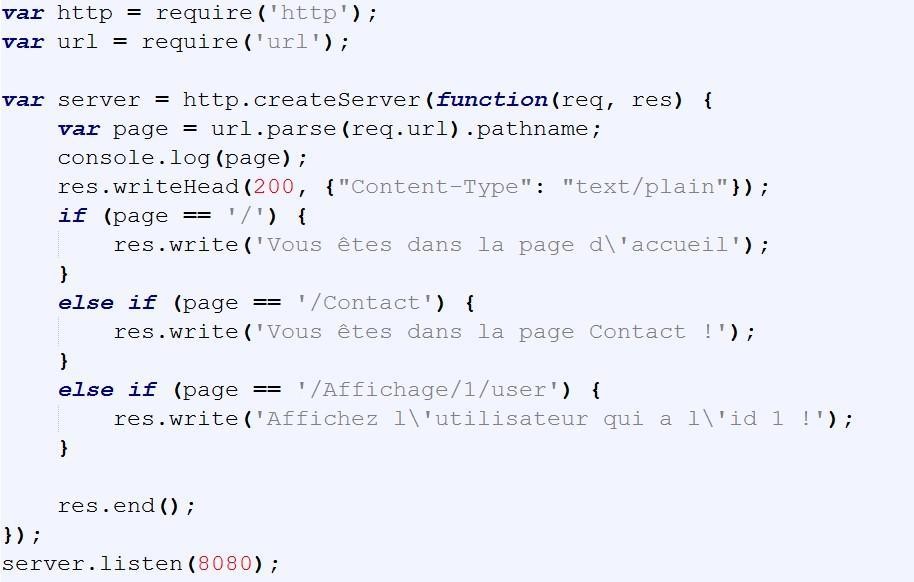 var http = require('http');
var url = require('url');

var server = http.createServer(function(req, res) {
    var page = url.parse(req.url).pathname;
    console.log(page);
    res.writeHead(200, {"Content-Type": "text/plain"});
    if (page == '/') {
        res.write('Vous êtes dans la page d\'accueil');
    }
    else if (page == '/Contact') {
        res.write('Vous êtes dans la page Contact !');
    }
    else if (page == '/Affichage/1/user') {
        res.write('Affichez l\'utilisateur qui a l\'id 1 !');
    }

    res.end();
});
server.listen(8080);